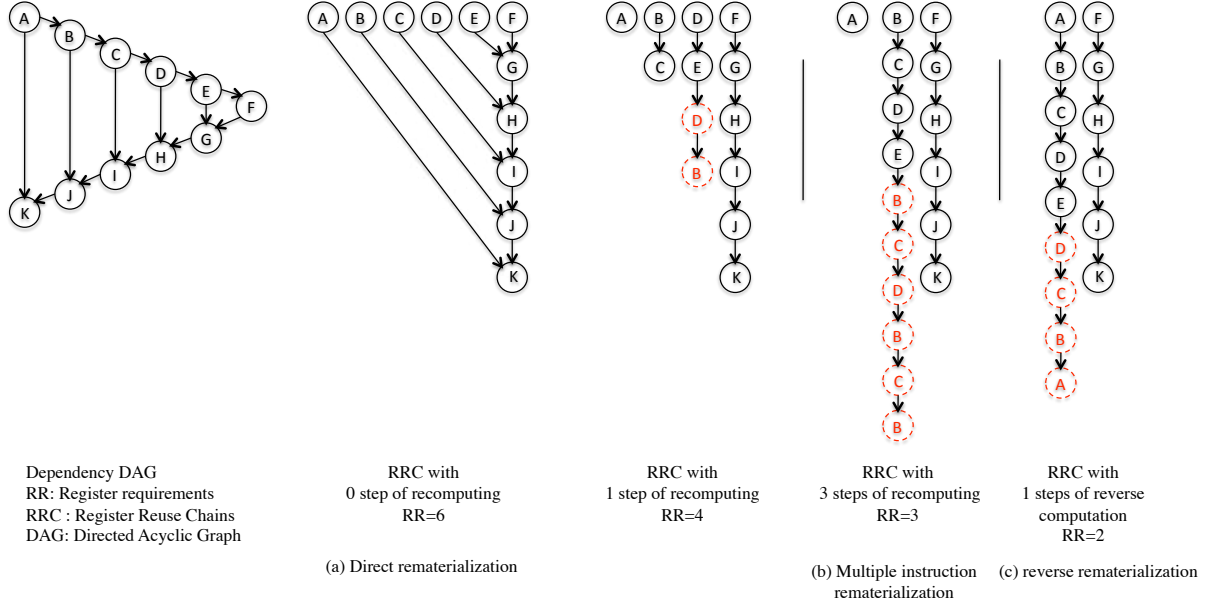 A
B
C
D
E
F
G
H
I
J
K
A B C D E F
G
H
I
J
K
A B D F
C E G
D H
B I
J
K
A B F
C G
D H
E I
B J
C K
D
B
C
B
A F
B G
C H
D I
E J
D K
C
B
A
Dependency DAG
RR: Register requirements
RRC : Register Reuse Chains
DAG: Directed Acyclic Graph
RRC with
0 step of recomputing
RR=6
RRC with
1 step of recomputing
RR=4
RRC with
3 steps of recomputing
RR=3
RRC with
1 steps of reverse
computation
RR=2
(a) Direct rematerialization
(b) Multiple instruction
rematerialization
(c) reverse rematerialization